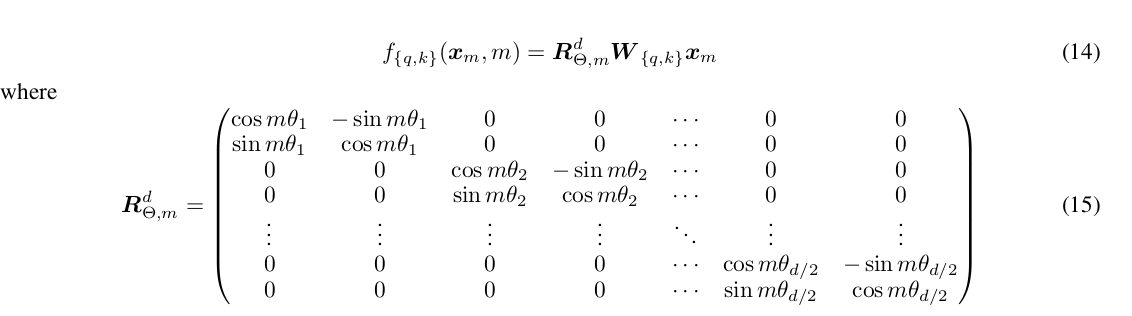 f_{\{q,k\}}(\boldsymbol{x}_m, m) = \boldsymbol{R}^d_{\Theta,m} \boldsymbol{W}_{\{q,k\}} \boldsymbol{x}_m (14)
where
\boldsymbol{R}^d_{\Theta,m} = \begin{pmatrix} \cos m\theta_1 & -\sin m\theta_1 & 0 & 0 & \cdots & 0 & 0 \\ \sin m\theta_1 & \cos m\theta_1 & 0 & 0 & \cdots & 0 & 0 \\ 0 & 0 & \cos m\theta_2 & -\sin m\theta_2 & \cdots & 0 & 0 \\ 0 & 0 & \sin m\theta_2 & \cos m\theta_2 & \cdots & 0 & 0 \\ \vdots & \vdots & \vdots & \vdots & \ddots & \vdots & \vdots \\ 0 & 0 & 0 & 0 & \cdots & \cos m\theta_{d/2} & -\sin m\theta_{d/2} \\ 0 & 0 & 0 & 0 & \cdots & \sin m\theta_{d/2} & \cos m\theta_{d/2} \end{pmatrix} (15)